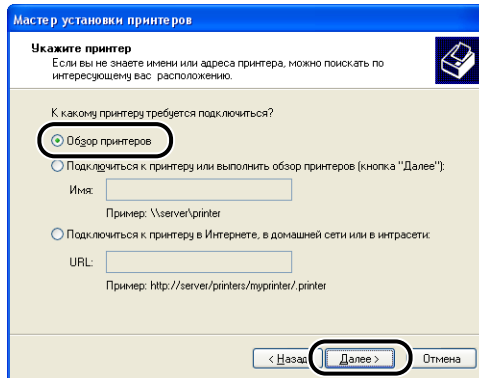 Мастер установки принтеров
Укажите принтер
Если вы не знаете имени или адреса принтера, можно поискать по
интересующему вас расположению.
К какому принтеру требуется подключиться?
Обзор принтеров
Подключиться к принтеру или выполнить обзор принтеров (кнопка "Далее"):
Имя:
Пример: \\server\printer
Подключиться к принтеру в Интернете, в домашней сети или в интрасети:
URL:
Пример: http://server/printers/myprinter/.printer
< Назад Далее > Отмена